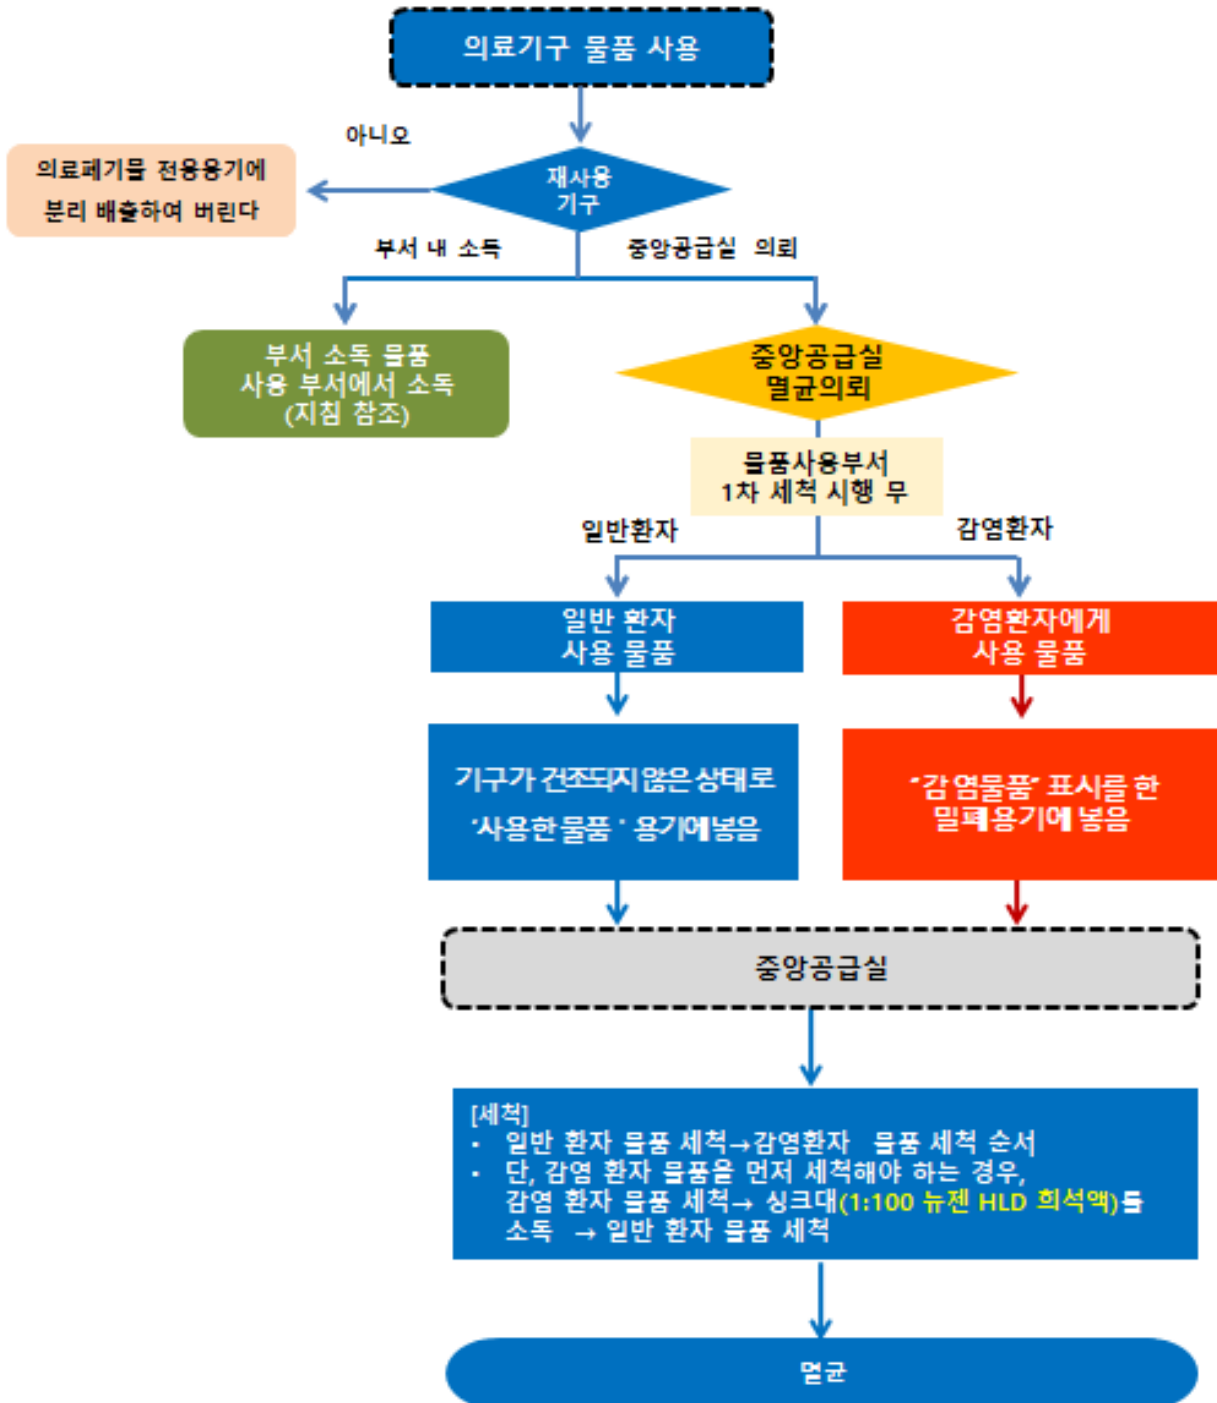 의료기구 물품 사용
아니오
의료폐기물 전용용기에
분리 배출하여 버린다
재사용
기구
부서 내 소독
중앙공급실 의뢰
부서 소독 물품
사용 부서에서 소독
(지침 참조)
중앙공급실
멸균의뢰
물품사용부서
1차 세척 시행 무
일반환자
감염환자
일반 환자
사용 물품
감염환자에게
사용 물품
기구가 건조되지 않은 상태로
‘사용한 물품‘ 용기에 넣음
“감염물품” 표시를 한
밀폐용기에 넣음
중앙공급실
[세척]
• 일반 환자 물품 세척→감염환자 물품 세척 순서
• 단, 감염 환자 물품을 먼저 세척해야 하는 경우,
감염 환자 물품 세척→ 싱크대(1:100 뉴젠 HLD 희석액)를
소독 → 일반 환자 물품 세척
멸균